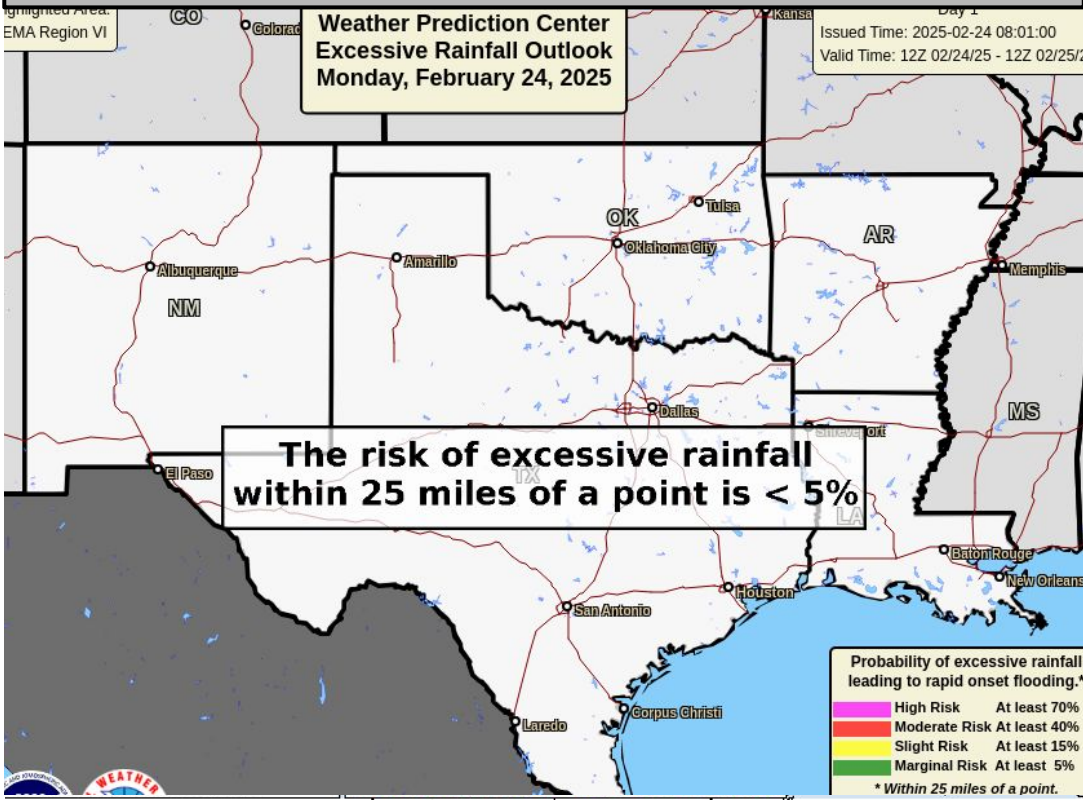 EMA Region VI
Weather Prediction Center
Excessive Rainfall Outlook
Monday, February 24, 2025
Day 1
Issued Time: 2025-02-24 08:01:00
Valid Time: 12Z 02/24/25 - 12Z 02/25/2
CO
Colorad
Kansa
Tulsa
OK
Oklahoma City
AR
Albuquerque
Amarillo
Memphis
NM
Dallas
MS
Shreveport
The risk of excessive rainfall
within 25 miles of a point is < 5%
TX
El Paso
LA
Baton Rouge
New Orleans
Houston
San Antonio
Laredo
Corpus Christi
Probability of excessive rainfall
leading to rapid onset flooding.*
High Risk At least 70%
Moderate Risk At least 40%
Slight Risk At least 15%
Marginal Risk At least 5%
* Within 25 miles of a point.
WEATHER